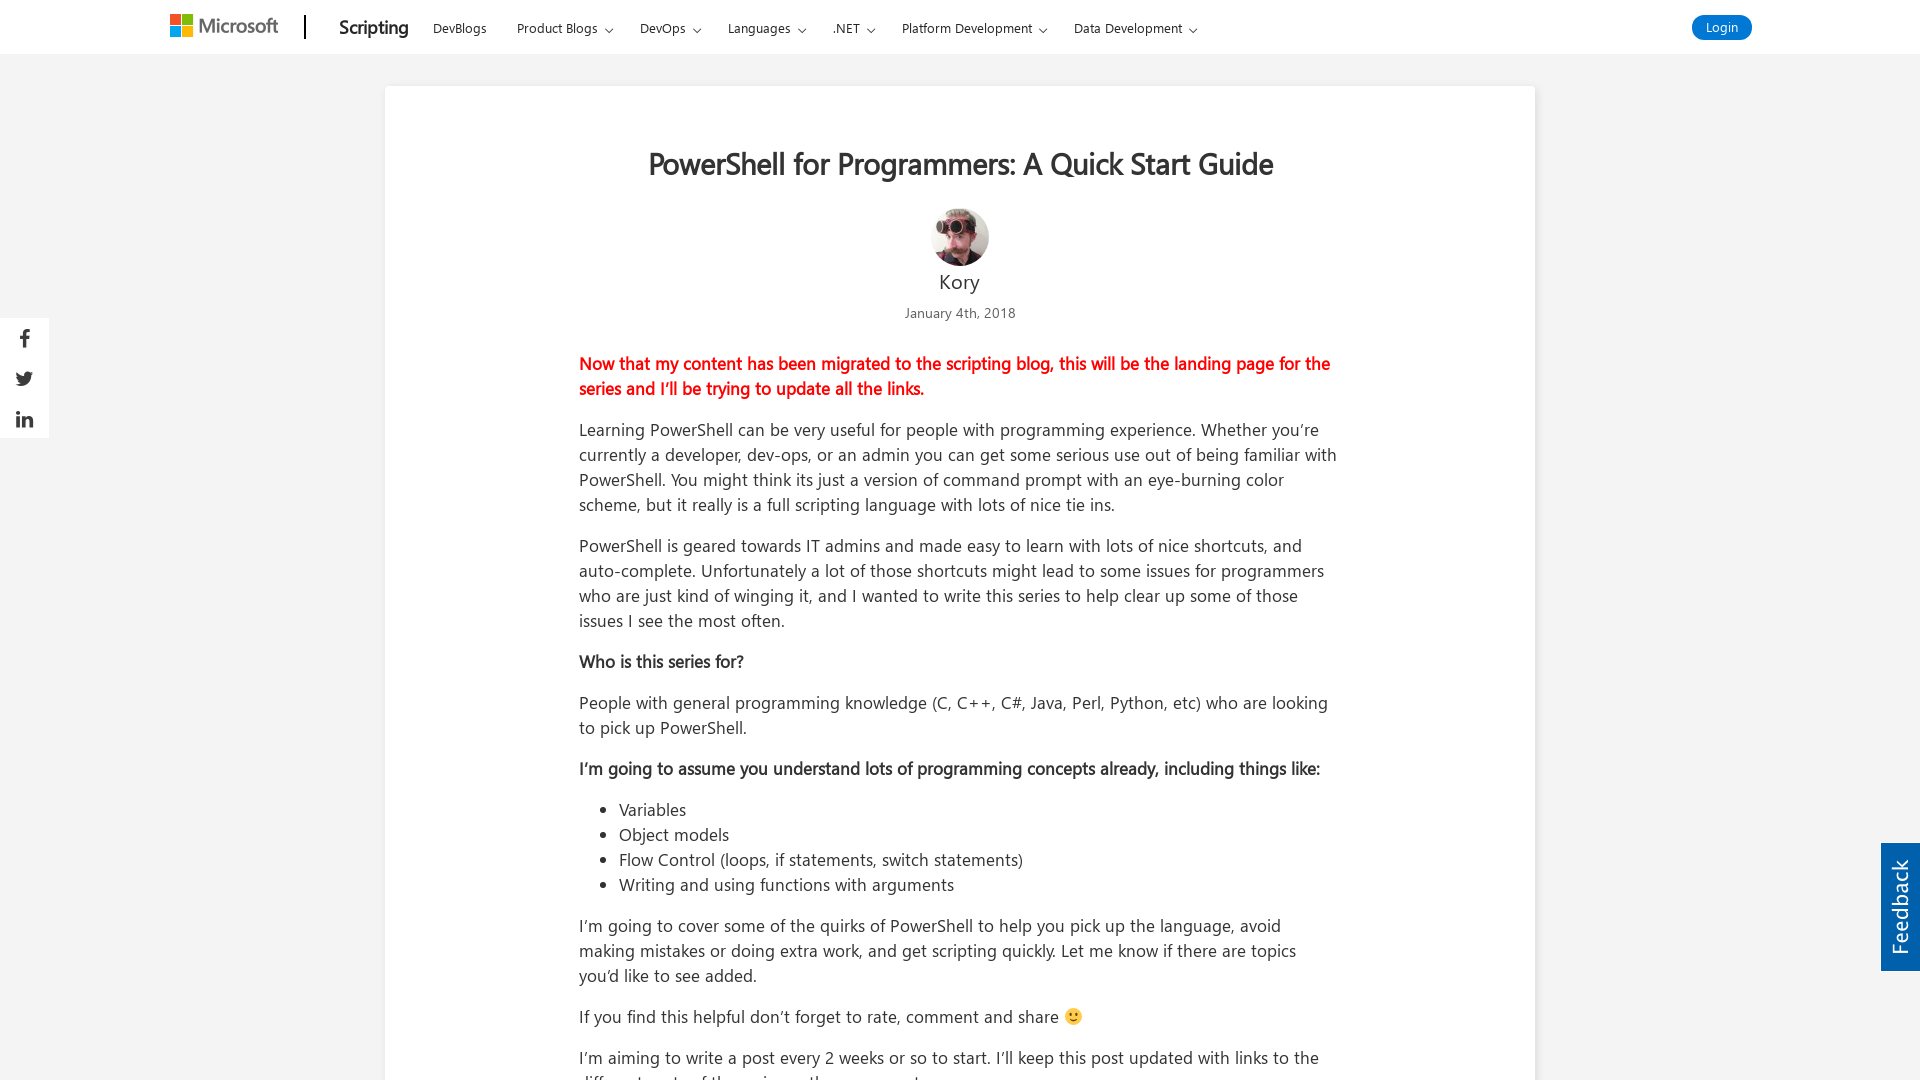 Microsoft
Scripting
DevBlogs
Product Blogs
DevOps
Languages
.NET
Platform Development
Data Development
Login
PowerShell for Programmers: A Quick Start Guide
Kory
January 4th, 2018
Now that my content has been migrated to the scripting blog, this will be the landing page for the
series and I’ll be trying to update all the links.
Learning PowerShell can be very useful for people with programming experience. Whether you’re
currently a developer, dev-ops, or an admin you can get some serious use out of being familiar with
PowerShell. You might think its just a version of command prompt with an eye-burning color
scheme, but it really is a full scripting language with lots of nice tie ins.
PowerShell is geared towards IT admins and made easy to learn with lots of nice shortcuts, and
auto-complete. Unfortunately a lot of those shortcuts might lead to some issues for programmers
who are just kind of winging it, and I wanted to write this series to help clear up some of those
issues I see the most often.
Who is this series for?
People with general programming knowledge (C, C++, C#, Java, Perl, Python, etc) who are looking
to pick up PowerShell.
I’m going to assume you understand lots of programming concepts already, including things like:
Variables
Object models
Flow Control (loops, if statements, switch statements)
Writing and using functions with arguments
I’m going to cover some of the quirks of PowerShell to help you pick up the language, avoid
making mistakes or doing extra work, and get scripting quickly. Let me know if there are topics
you’d like to see added.
If you find this helpful don’t forget to rate, comment and share 🙂
I’m aiming to write a post every 2 weeks or so to start. I’ll keep this post updated with links to the
Feedback